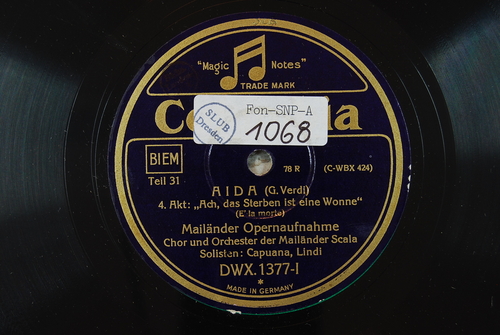 "Magic Notes"
TRADE MARK
SLUB
Dresden
Fon-SNP-A
1068
BIEM
Teil 31
78 R
(C-WBX 424)
AIDA (G. Verdi)
4. Akt: „Ach, das Sterben ist eine Wonne“
(E' la morte)
Mailänder Opernaufnahme
Chor und Orchester der Mailänder Scala
Solisten: Capuana, Lindi
DWX.1377-I
*
MADE IN GERMANY